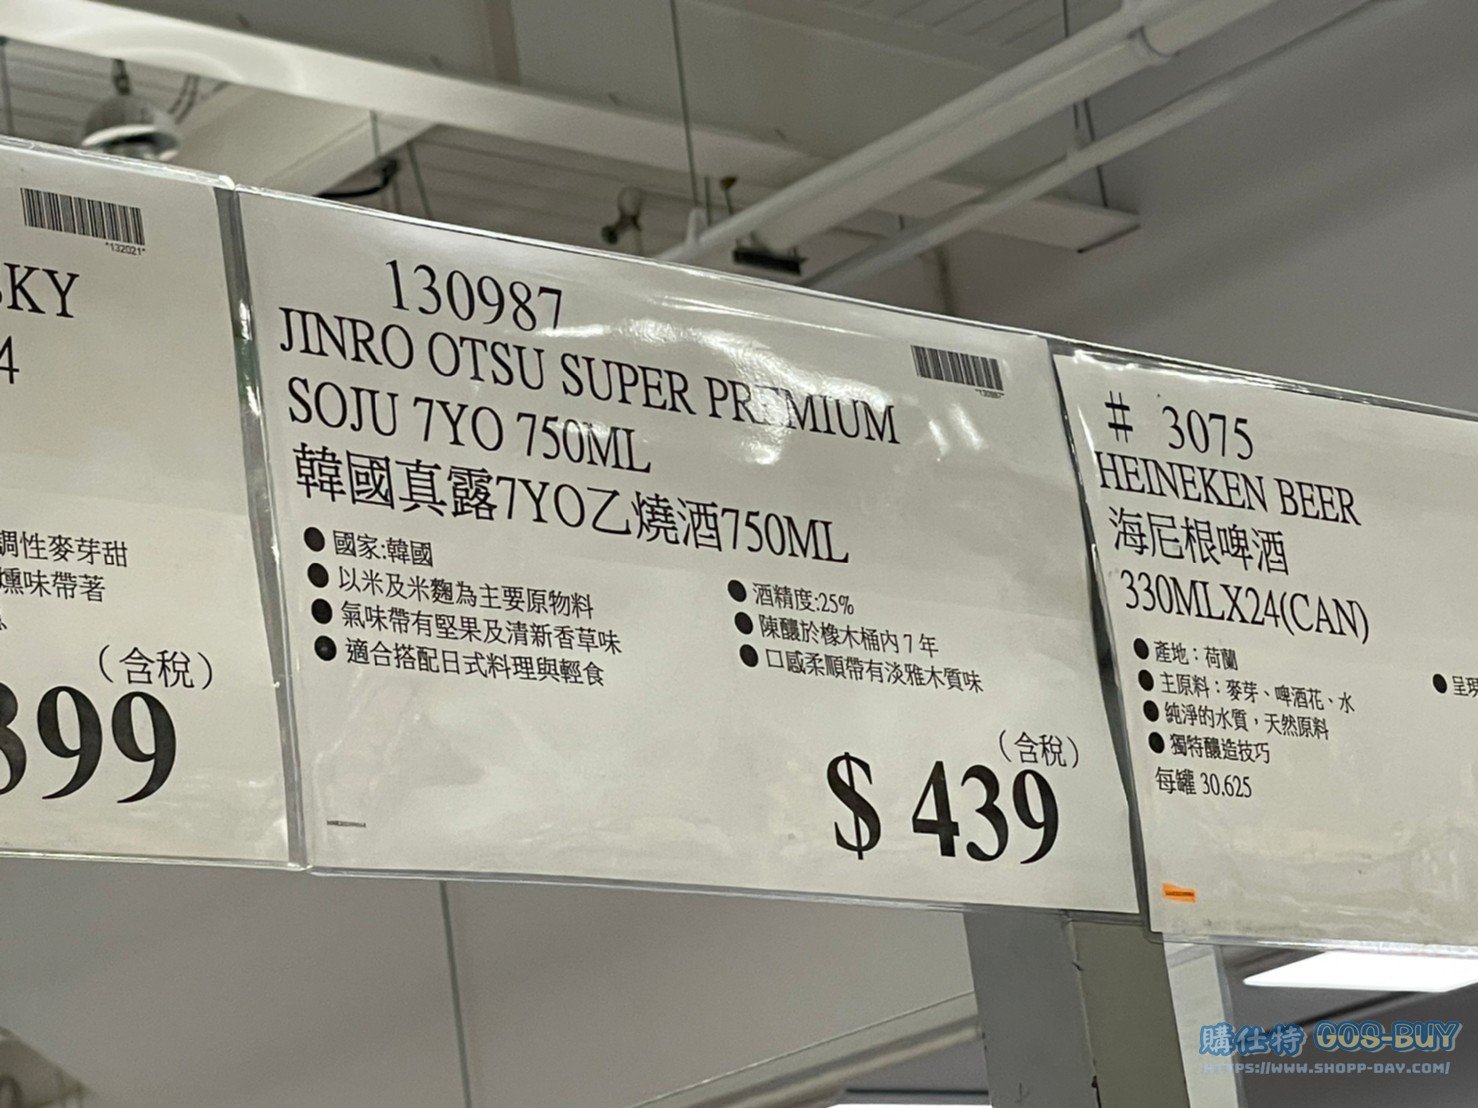 *132021*
SKY
4
調性麥芽甜
燻味帶著
(含稅)
399
130987
*130987*
JINRO OTSU SUPER PREMIUM
SOJU 7YO 750ML
韓國真露7YO乙燒酒750ML
●國家:韓國
●以米及米麴為主要原物料
●氣味帶有堅果及清新香草味
●適合搭配日式料理與輕食
●酒精度:25%
●陳釀於橡木桶內7年
●口感柔順帶有淡雅木質味
(含稅)
$ 439
# 3075
HEINEKEN BEER
海尼根啤酒
330MLX24(CAN)
●產地：荷蘭
●主原料：麥芽、啤酒花、水
●純淨的水質，天然原料
●獨特釀造技巧
每罐 30.625
●呈現
購仕特 GOS-BUY
HTTPS://WWW.SHOPP-DAY.COM/